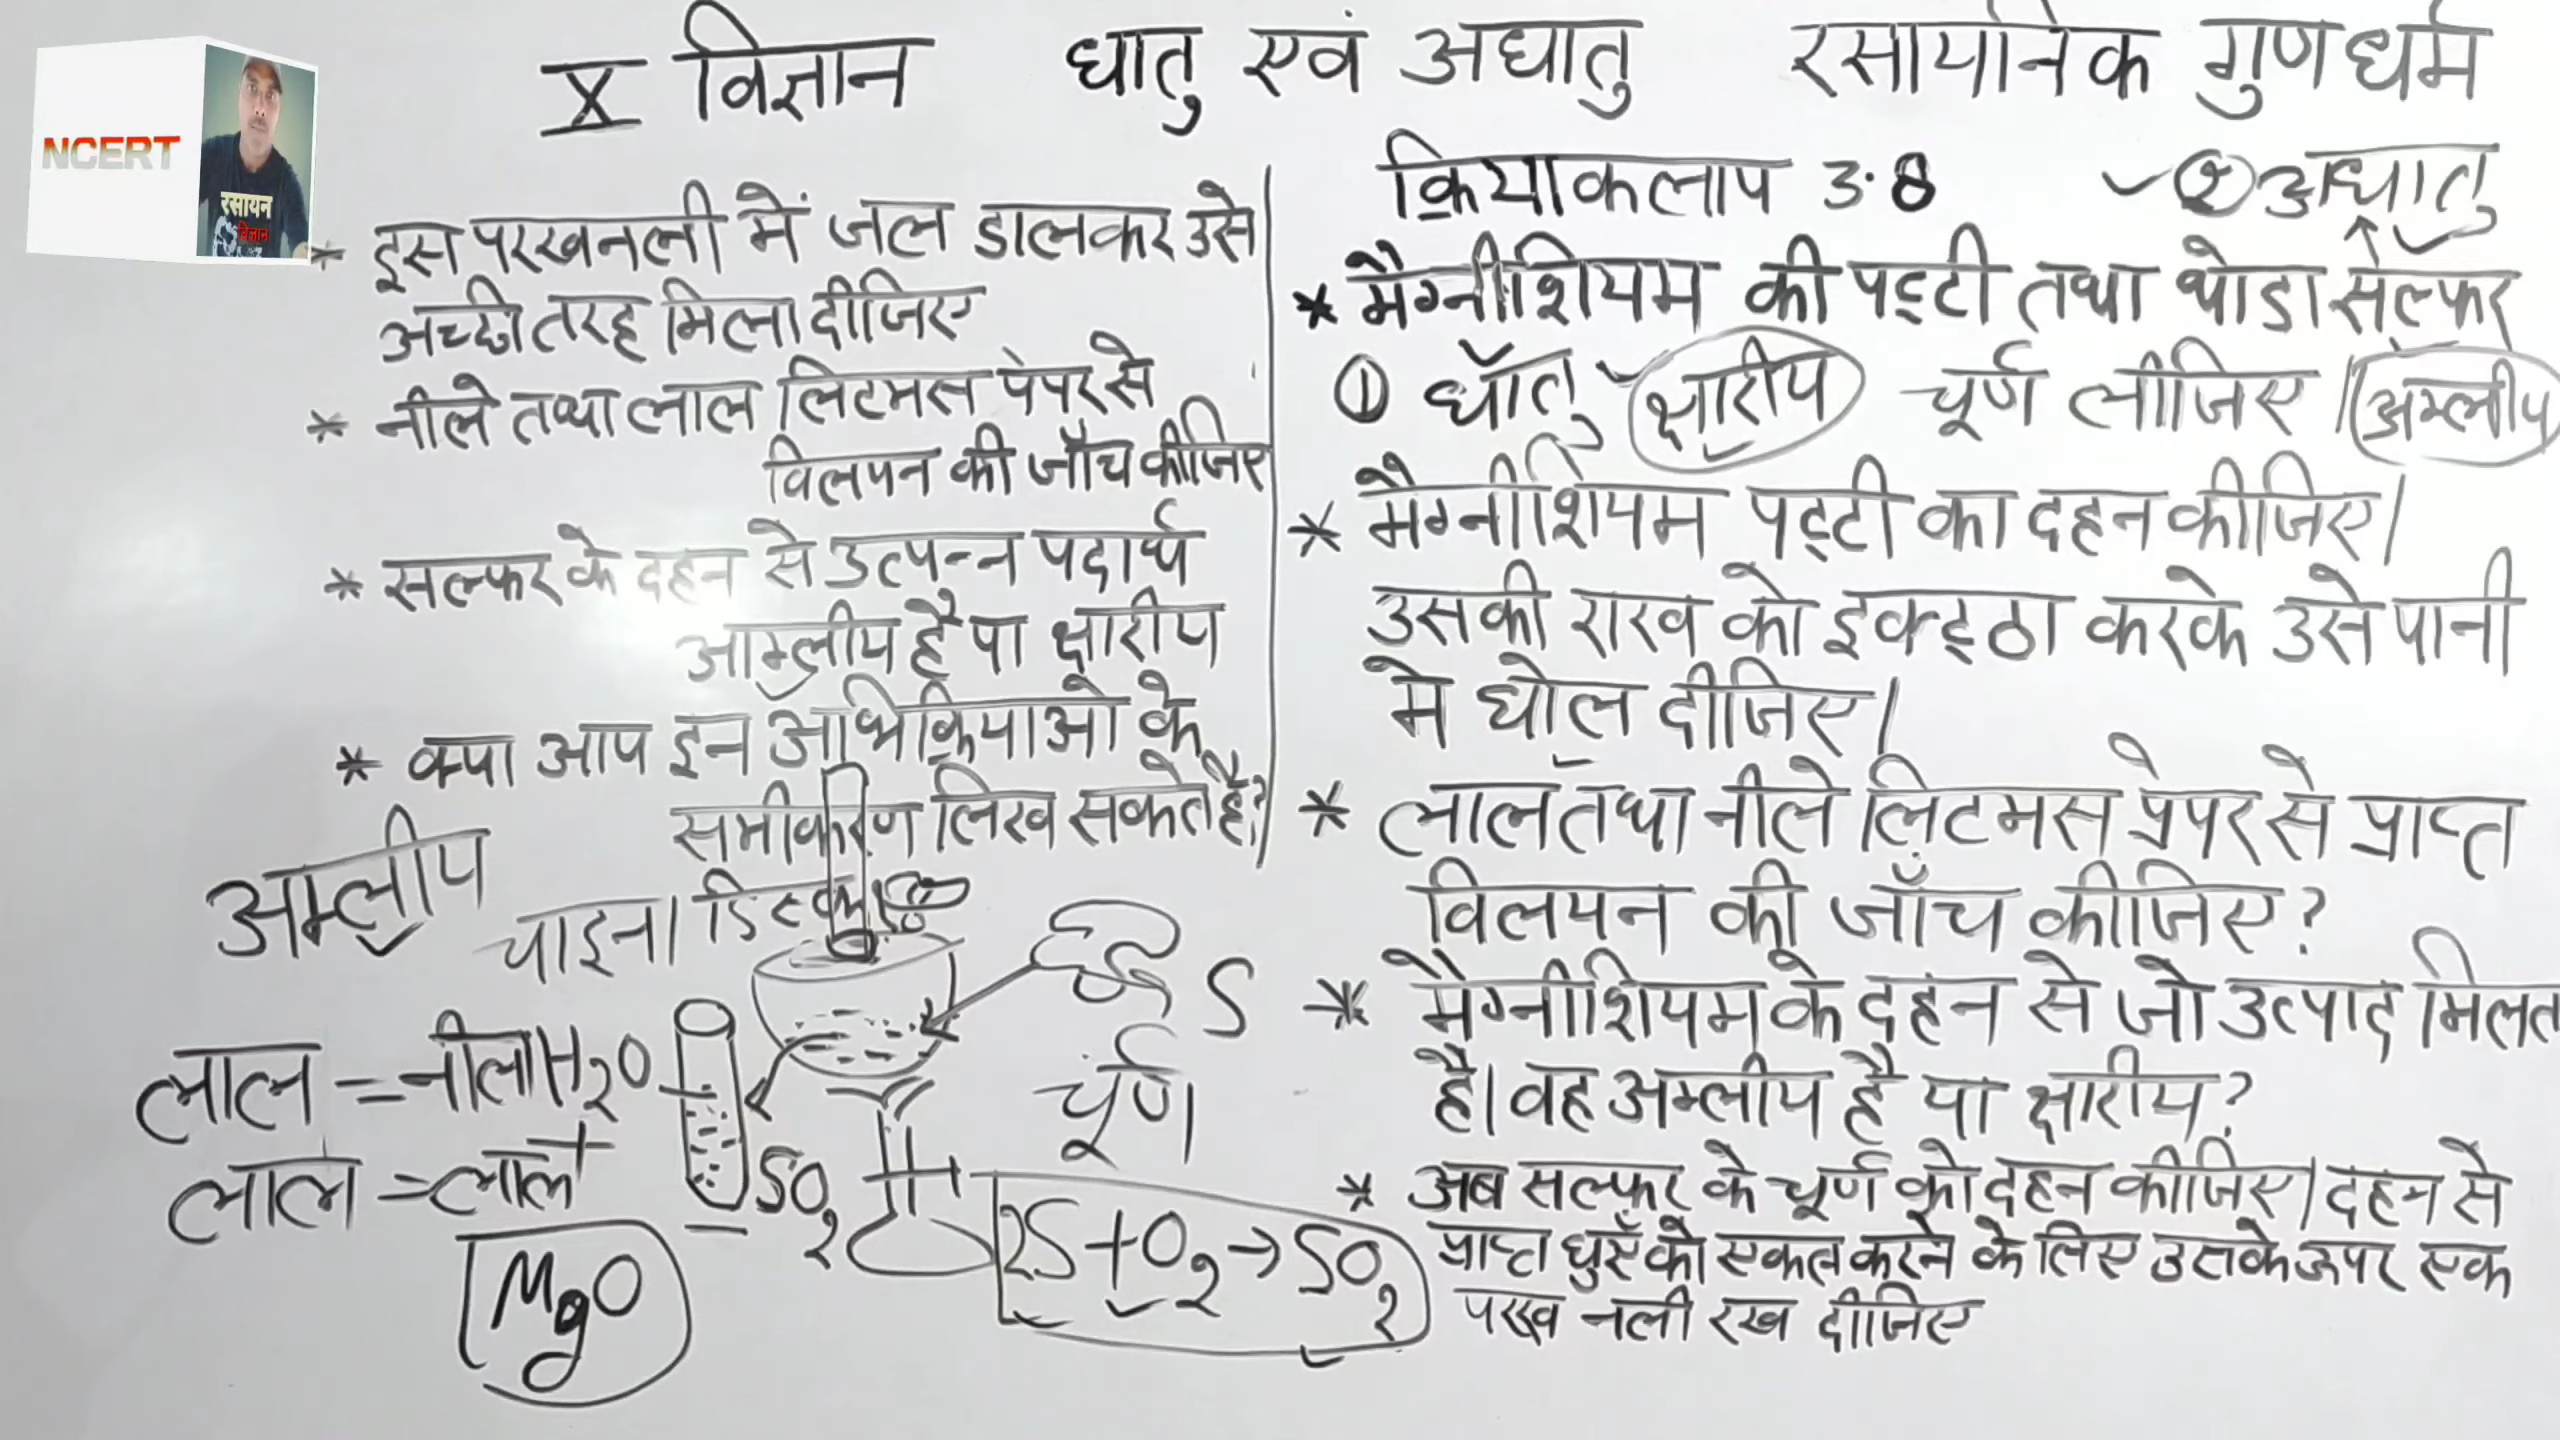 X विज्ञान धातु एवं अधातु रसायनिक गुणधर्म
NCERT
रसायन
विज्ञान
क्रियाकलाप 3.8 ② अधातु
* मैग्नीशियम की पट्टी तथा थोडा सल्फर
① धातु क्षारीय चूर्ण लीजिए | अम्लीय
* मैग्नीशियम पट्टी का दहन कीजिए|
उसकी राख को इक्ट्ठा करके उसे पानी
मे घोल दीजिए|
* लाल तथा नीले लिटमस पेपर से प्राप्त
विलयन की जाँच कीजिए?
* मैग्नीशियम के दहन से जो उत्पाद मिलत
है| वह अम्लीय है या क्षारीय?
* अब सल्फर के चूर्ण को दहन कीजिए| दहन से
प्राप्त धुएँ को एकत करने के लिए उसके ऊपर एक
परख नली रख दीजिए
* इस परखनली में जल डालकर उसे
अच्छी तरह मिला दीजिए
* नीले तथा लाल लिटमस पेपर से
विलयन की जाँच कीजिए
* सल्फर के दहन से उत्पन्न पदार्थ
अम्लीय है या क्षारीय
* क्या आप इन अभिक्रियाओ के
समीकरण लिख सकते है?
अम्लीय
चाइना डिस्क
S
चूर्ण
लाल = नीला H2O
लाल = लाल
SO2
MgO
2S + O2 → SO2